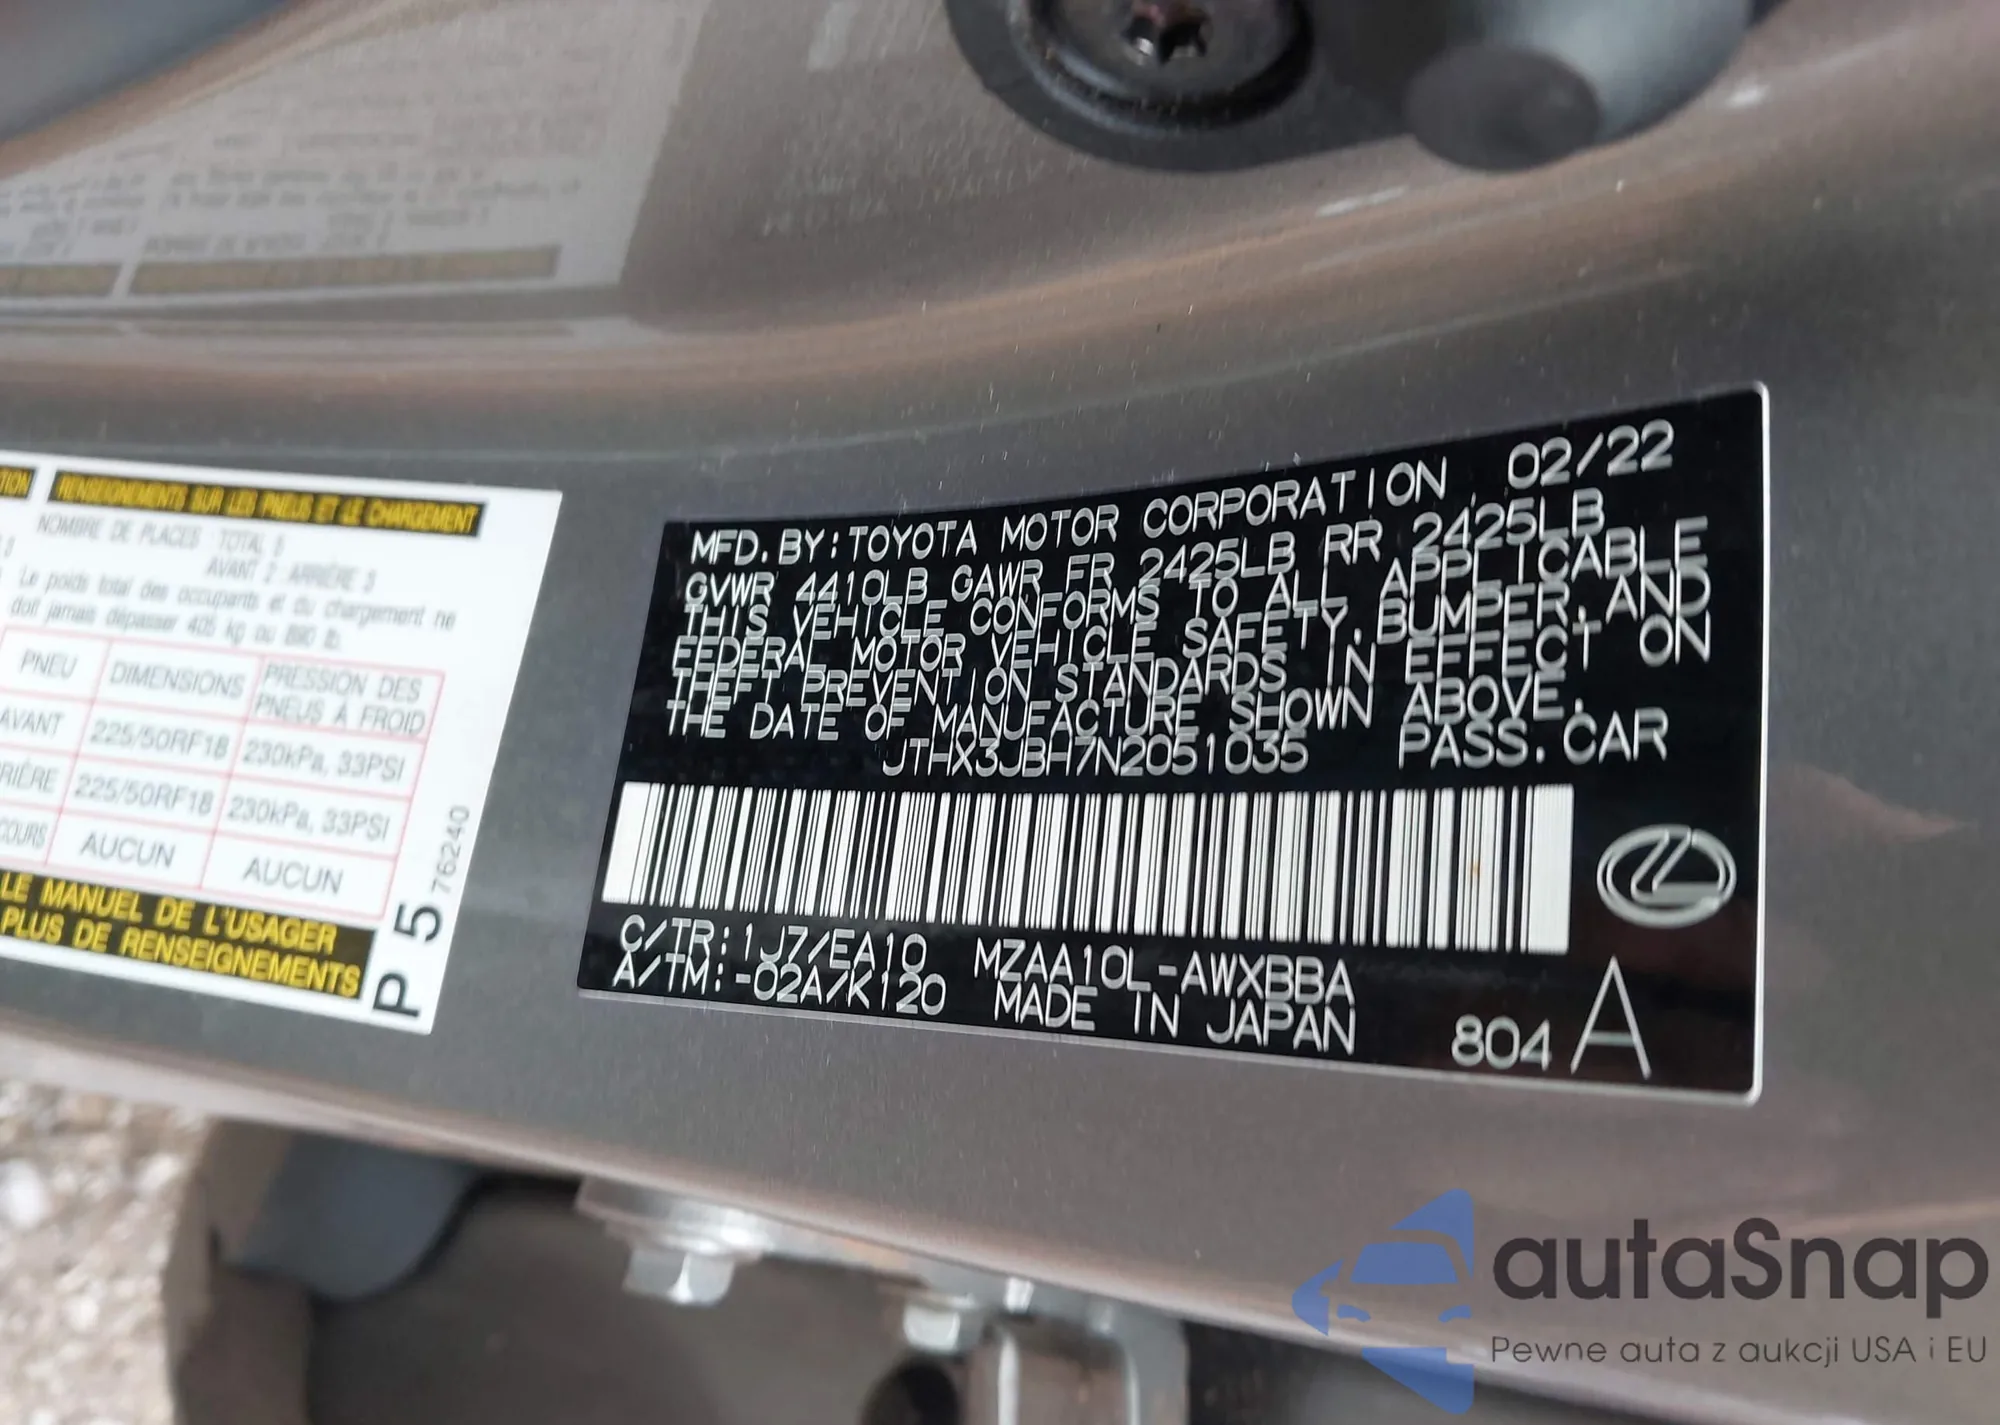 RENSEIGNEMENTS SUR LES PNEUS ET LE CHARGEMENT
NOMBRE DE PLACES TOTAL 5
AVANT 2 ARRIÈRE 3
Le poids total des occupants et du chargement ne
doit jamais dépasser 405 kg ou 890 lb.
PNEU DIMENSIONS PRESSION DES
PNEUS À FROID
AVANT 225/50RF18 230kPa, 33PSI
RIÈRE 225/50RF18 230kPa, 33PSI
COURS AUCUN AUCUN
LE MANUEL DE L'USAGER
PLUS DE RENSEIGNEMENTS
P 5 76240
MFD. BY: TOYOTA MOTOR CORPORATION 02/22
GVWR 4410LB GAWR FR 2425LB RR 2425LB
THIS VEHICLE CONFORMS TO ALL APPLICABLE
FEDERAL MOTOR VEHICLE SAFETY, BUMPER, AND
THEFT PREVENTION STANDARDS IN EFFECT ON
THE DATE OF MANUFACTURE SHOWN ABOVE.
JTHX3JBH7N2051035 PASS. CAR
C/TR: 1J7/EA10 MZAA10L-AWXBBA
A/TM: -02A/K120 MADE IN JAPAN 804 A
autaSnap
Pewne auta z aukcji USA i EU